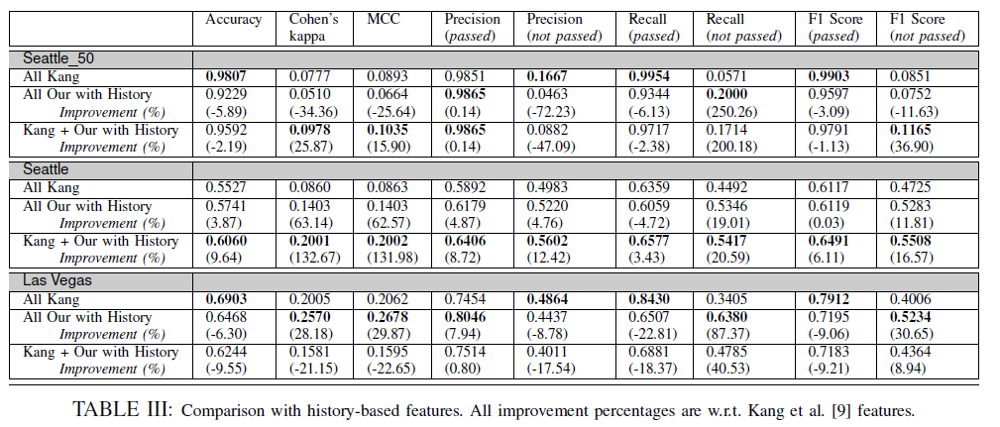 Accuracy Cohen's kappa MCC Precision (passed) Precision (not passed) Recall (passed) Recall (not passed) F1 Score (passed) F1 Score (not passed)
Seattle_50
All Kang 0.9807 0.0777 0.0893 0.9851 0.1667 0.9954 0.0571 0.9903 0.0851
All Our with History 0.9229 0.0510 0.0664 0.9865 0.0463 0.9344 0.2000 0.9597 0.0752
Improvement (%) (-5.89) (-34.36) (-25.64) (0.14) (-72.23) (-6.13) (250.26) (-3.09) (-11.63)
Kang + Our with History 0.9592 0.0978 0.1035 0.9865 0.0882 0.9717 0.1714 0.9791 0.1165
Improvement (%) (-2.19) (25.87) (15.90) (0.14) (-47.09) (-2.38) (200.18) (-1.13) (36.90)
Seattle
All Kang 0.5527 0.0860 0.0863 0.5892 0.4983 0.6359 0.4492 0.6117 0.4725
All Our with History 0.5741 0.1403 0.1403 0.6179 0.5220 0.6059 0.5346 0.6119 0.5283
Improvement (%) (3.87) (63.14) (62.57) (4.87) (4.76) (-4.72) (19.01) (0.03) (11.81)
Kang + Our with History 0.6060 0.2001 0.2002 0.6406 0.5602 0.6577 0.5417 0.6491 0.5508
Improvement (%) (9.64) (132.67) (131.98) (8.72) (12.42) (3.43) (20.59) (6.11) (16.57)
Las Vegas
All Kang 0.6903 0.2005 0.2062 0.7454 0.4864 0.8430 0.3405 0.7912 0.4006
All Our with History 0.6468 0.2570 0.2678 0.8046 0.4437 0.6507 0.6380 0.7195 0.5234
Improvement (%) (-6.30) (28.18) (29.87) (7.94) (-8.78) (-22.81) (87.37) (-9.06) (30.65)
Kang + Our with History 0.6244 0.1581 0.1595 0.7514 0.4011 0.6881 0.4785 0.7183 0.4364
Improvement (%) (-9.55) (-21.15) (-22.65) (0.80) (-17.54) (-18.37) (40.53) (-9.21) (8.94)
TABLE III: Comparison with history-based features. All improvement percentages are w.r.t. Kang et al. [9] features.